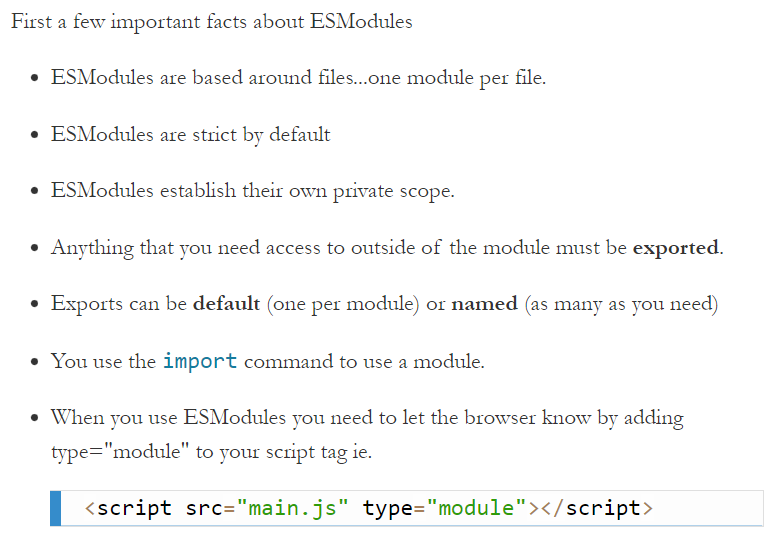 First a few important facts about ESModules
• ESModules are based around files...one module per file.
• ESModules are strict by default
• ESModules establish their own private scope.
• Anything that you need access to outside of the module must be exported.
• Exports can be default (one per module) or named (as many as you need)
• You use the import command to use a module.
• When you use ESModules you need to let the browser know by adding
type="module" to your script tag ie.
<script src="main.js" type="module"></script>